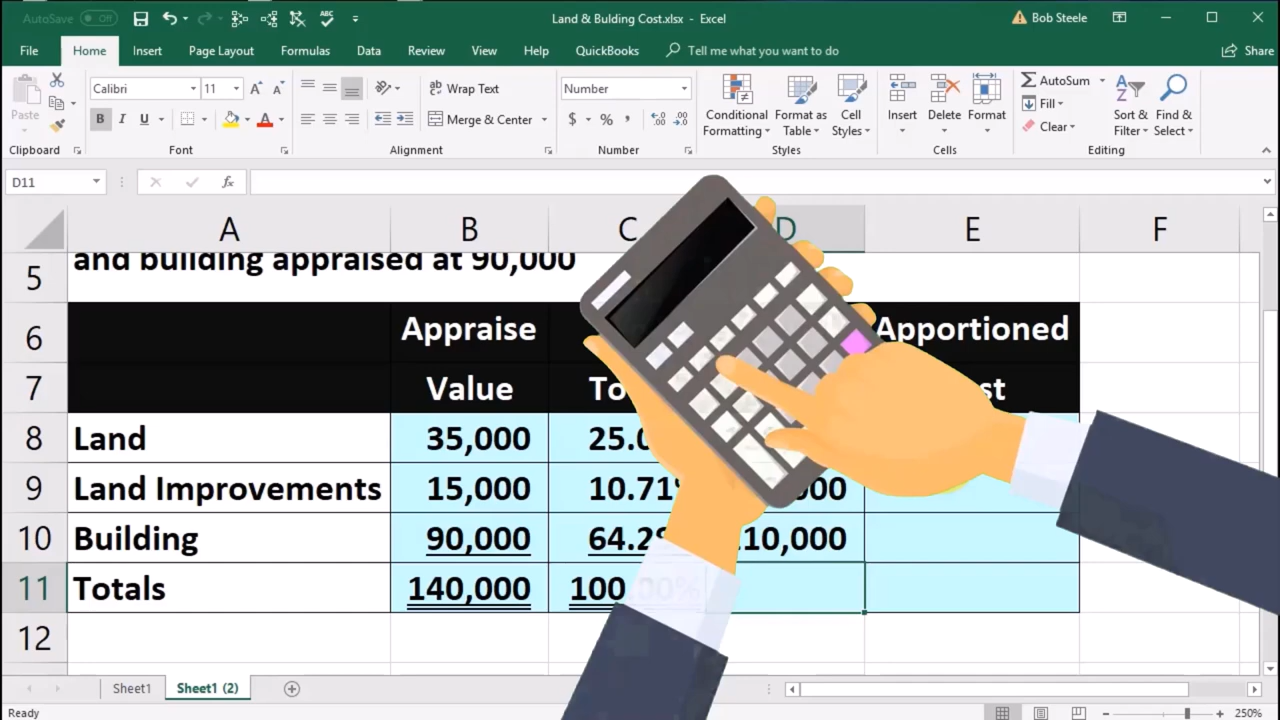 AutoSave Off Land & Bulding Cost.xlsx - Excel Bob Steele
File Home Insert Page Layout Formulas Data Review View Help QuickBooks Tell me what you want to do Share
Paste
Calibri 11
B I U
Wrap Text
Merge & Center
Number
$ % ,
Conditional Formatting
Format as Table
Cell Styles
Insert Delete Format
AutoSum
Fill
Clear
Sort & Filter
Find & Select
Clipboard Font Alignment Number Styles Cells Editing
D11 fx
A B C D E F
5 and building appraised at 90,000
6 Appraise Apportioned
7 Value
8 Land 35,000
9 Land Improvements 15,000 10.71
10 Building 90,000
11 Totals 140,000
12
Sheet1 Sheet1 (2)
Ready 250%